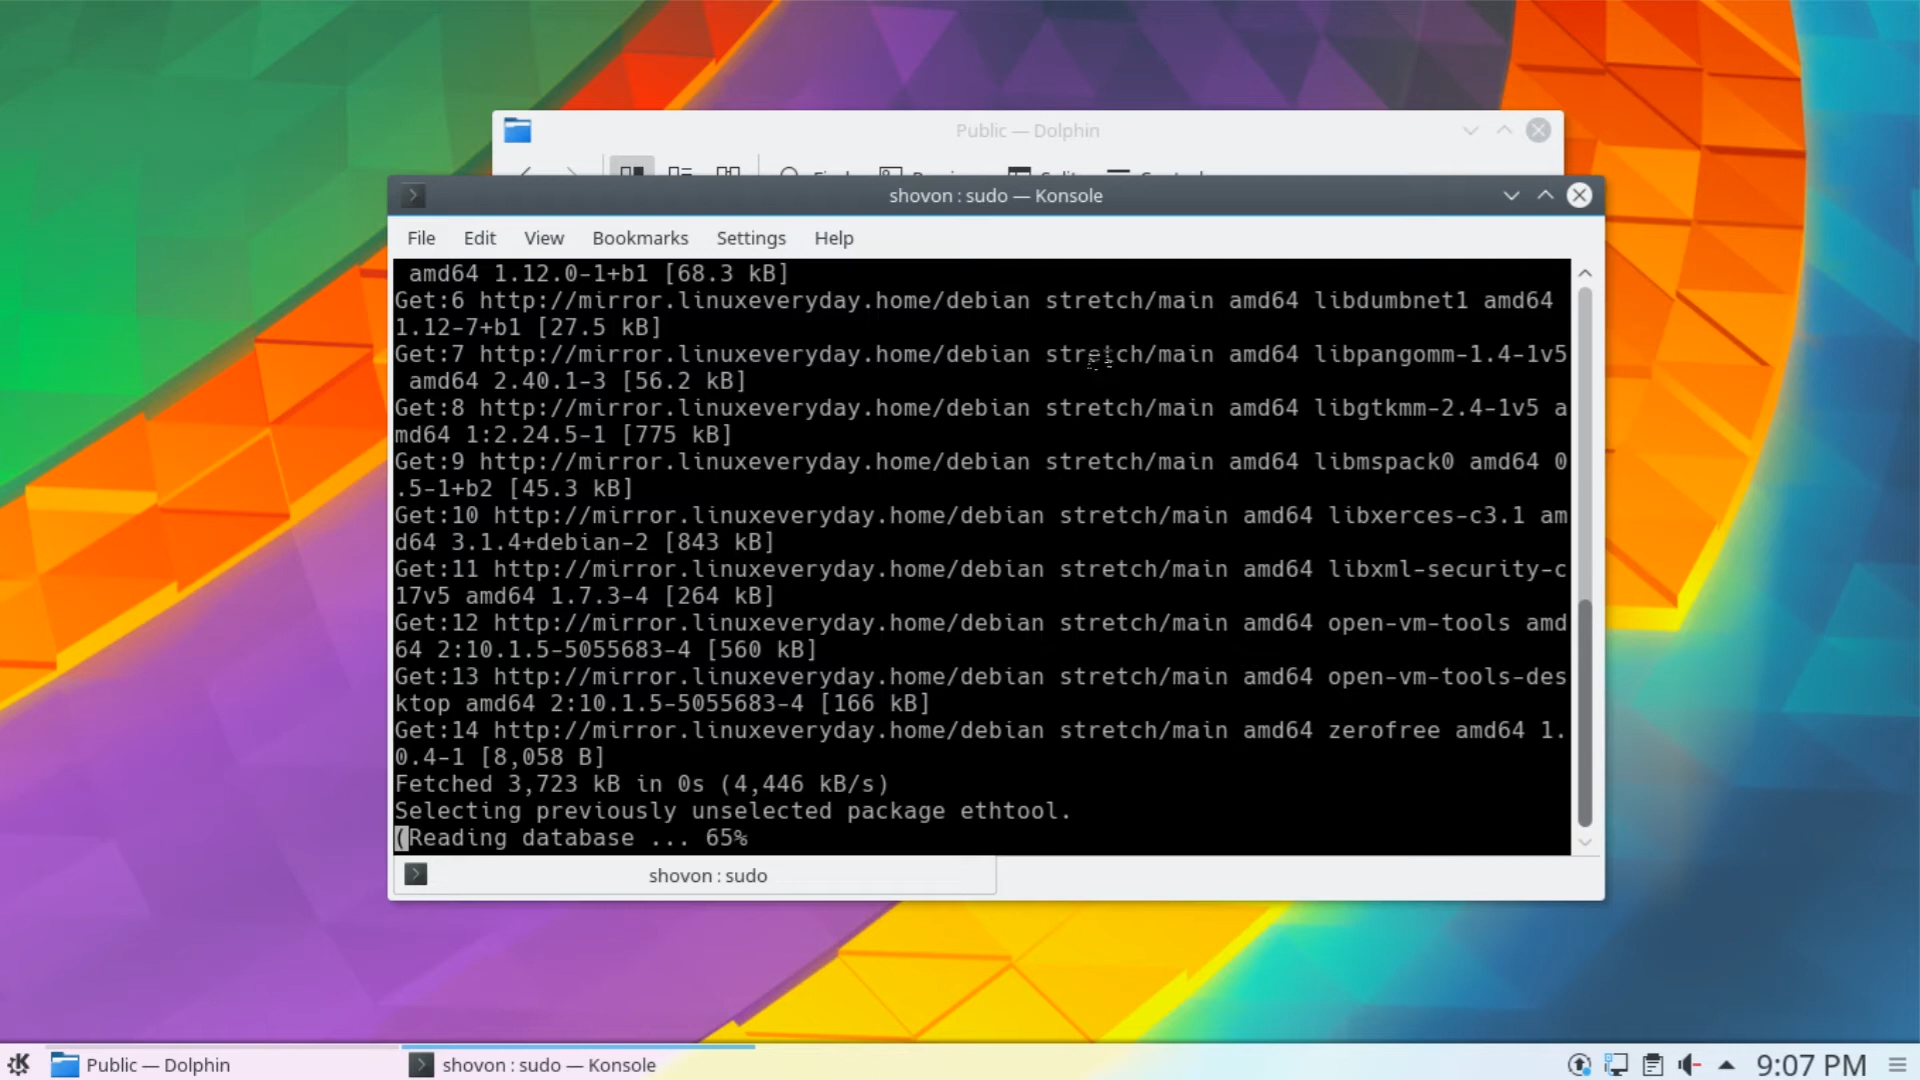 Public — Dolphin
shovon : sudo — Konsole
File Edit View Bookmarks Settings Help
amd64 1.12.0-1+b1 [68.3 kB]
Get:6 http://mirror.linuxeveryday.home/debian stretch/main amd64 libdumbnet1 amd64
1.12-7+b1 [27.5 kB]
Get:7 http://mirror.linuxeveryday.home/debian stretch/main amd64 libpangomm-1.4-1v5
amd64 2.40.1-3 [56.2 kB]
Get:8 http://mirror.linuxeveryday.home/debian stretch/main amd64 libgtkmm-2.4-1v5 a
md64 1:2.24.5-1 [775 kB]
Get:9 http://mirror.linuxeveryday.home/debian stretch/main amd64 libmspack0 amd64 0
.5-1+b2 [45.3 kB]
Get:10 http://mirror.linuxeveryday.home/debian stretch/main amd64 libxerces-c3.1 am
d64 3.1.4+debian-2 [843 kB]
Get:11 http://mirror.linuxeveryday.home/debian stretch/main amd64 libxml-security-c
17v5 amd64 1.7.3-4 [264 kB]
Get:12 http://mirror.linuxeveryday.home/debian stretch/main amd64 open-vm-tools amd
64 2:10.1.5-5055683-4 [560 kB]
Get:13 http://mirror.linuxeveryday.home/debian stretch/main amd64 open-vm-tools-des
ktop amd64 2:10.1.5-5055683-4 [166 kB]
Get:14 http://mirror.linuxeveryday.home/debian stretch/main amd64 zerofree amd64 1.
0.4-1 [8,058 B]
Fetched 3,723 kB in 0s (4,446 kB/s)
Selecting previously unselected package ethtool.
(Reading database ... 65%
shovon : sudo
Public — Dolphin
shovon : sudo — Konsole
9:07 PM